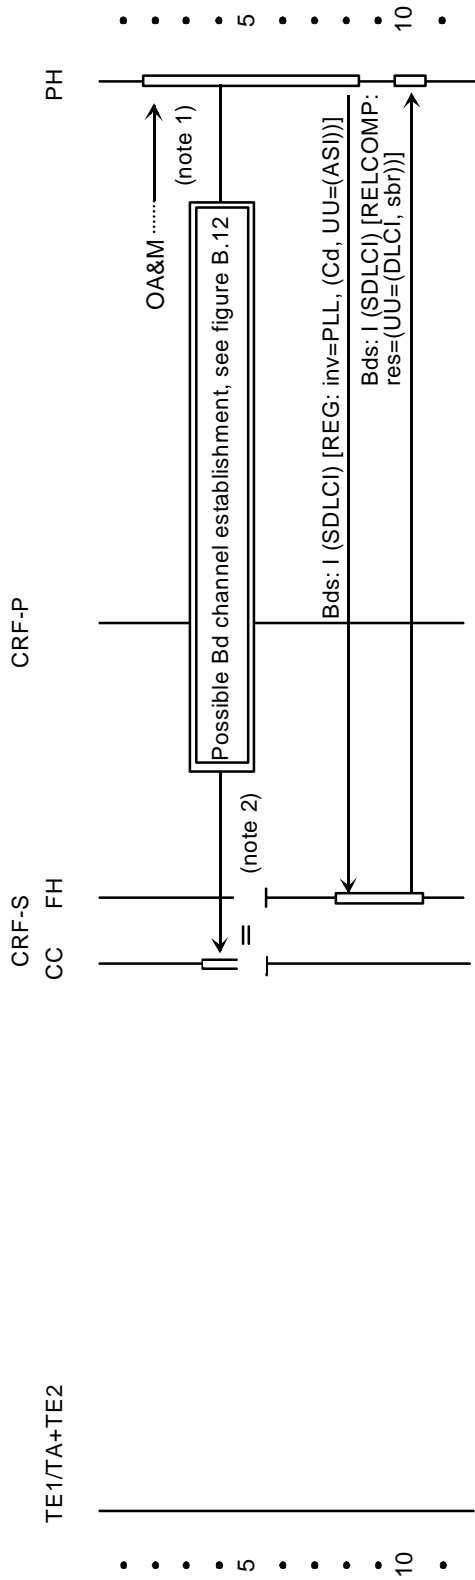 TE1/TA+TE2
CRF-S
CC
FH
CRF-P
PH
OA&M
(note 1)
Possible Bd channel establishment, see figure B.12
(note 2)
5
5
Bds: I (SDLCI) [REG: inv=PLL, (Cd, UU=(ASI))]
Bds: I (SDLCI) [RELCOMP:
res=(UU=(DLCI, sbr))]
10
10